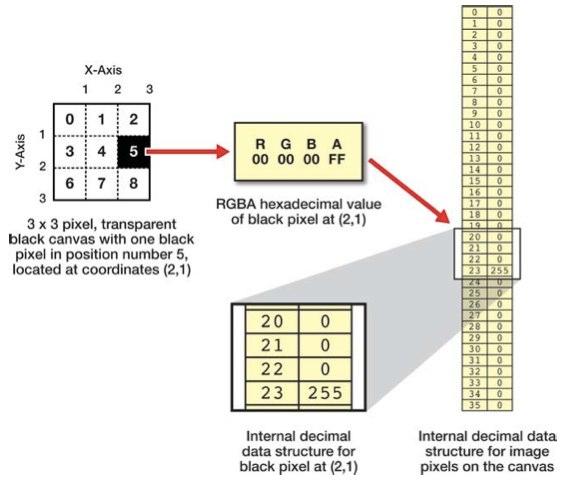 X-Axis
1 2 3
Y-Axis
1
2
3
0 1 2
3 4 5
6 7 8
3 x 3 pixel, transparent
black canvas with one black
pixel in position number 5,
located at coordinates (2,1)
R G B A
00 00 00 FF
RGBA hexadecimal value
of black pixel at (2,1)
20 0
21 0
22 0
23 255
Internal decimal
data structure for
black pixel at (2,1)
0 0
1 0
2 0
3 0
4 0
5 0
6 0
7 0
8 0
9 0
10 0
11 0
12 0
13 0
14 0
15 0
16 0
17 0
18 0
19 0
20 0
21 0
22 0
23 255
24 0
25 0
26 0
27 0
28 0
29 0
30 0
31 0
32 0
33 0
34 0
35 0
Internal decimal data
structure for image
pixels on the canvas